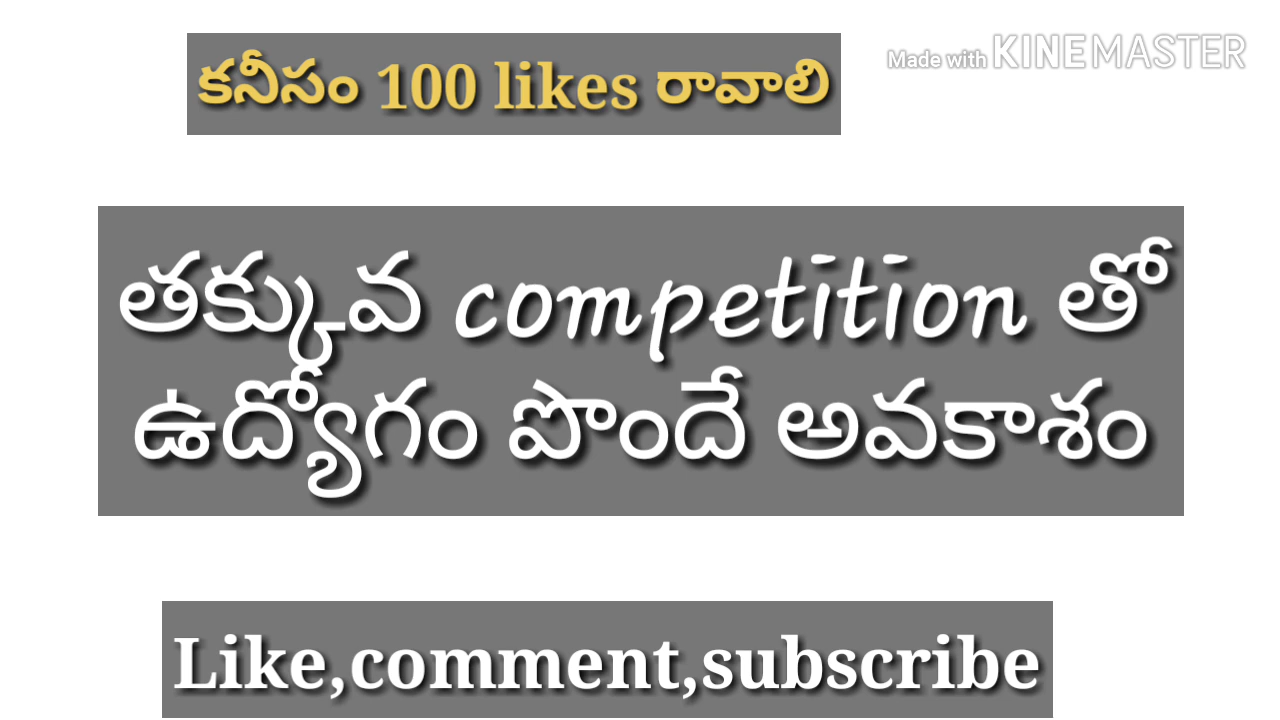 కనీసం 100 likes రావాలి
Made with KINEMASTER
తక్కువ competition తో
ఉద్యోగం పొందే అవకాశం
Like,comment,subscribe